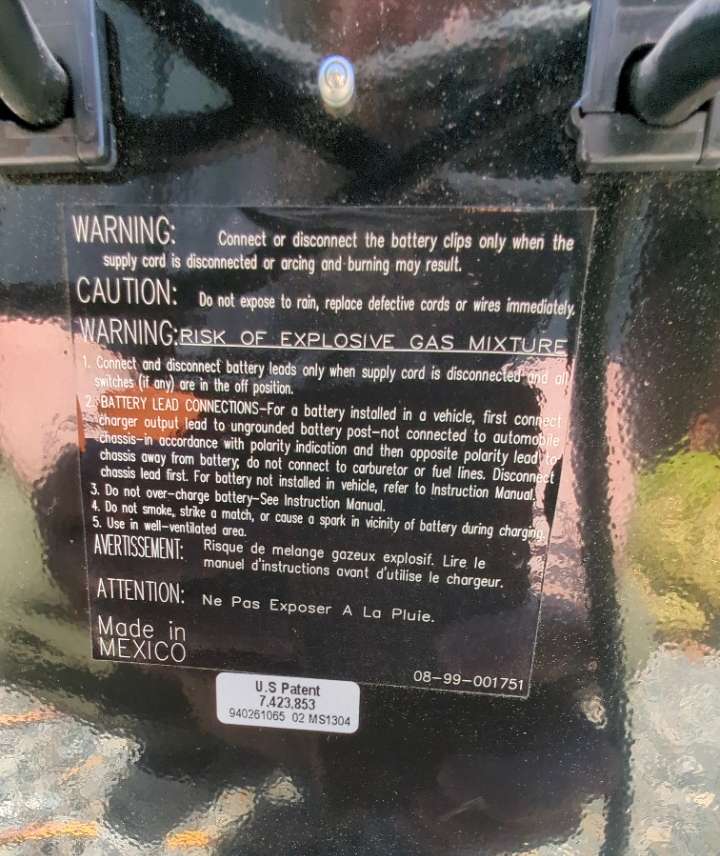 WARNING: Connect or disconnect the battery clips only when the
supply cord is disconnected or arcing and burning may result.
CAUTION: Do not expose to rain, replace defective cords or wires immediately.
WARNING: RISK OF EXPLOSIVE GAS MIXTURE
1. Connect and disconnect battery leads only when supply cord is disconnected and all
switches (if any) are in the off position.
2. BATTERY LEAD CONNECTIONS-For a battery installed in a vehicle, first connect
charger output lead to ungrounded battery post-not connected to automobile
chassis-in accordance with polarity indication and then opposite polarity lead to
chassis away from battery; do not connect to carburetor or fuel lines. Disconnect
chassis lead first. For battery not installed in vehicle, refer to Instruction Manual.
3. Do not over-charge battery-See Instruction Manual.
4. Do not smoke, strike a match, or cause a spark in vicinity of battery during charging.
5. Use in well-ventilated area.
AVERTISSEMENT: Risque de melange gazeux explosif. Lire le
manuel d'instructions avant d'utilise le chargeur.
ATTENTION: Ne Pas Exposer A La Pluie.
Made in
MEXICO
08-99-001751
U.S Patent
7.423.853
940261065 02 MS1304